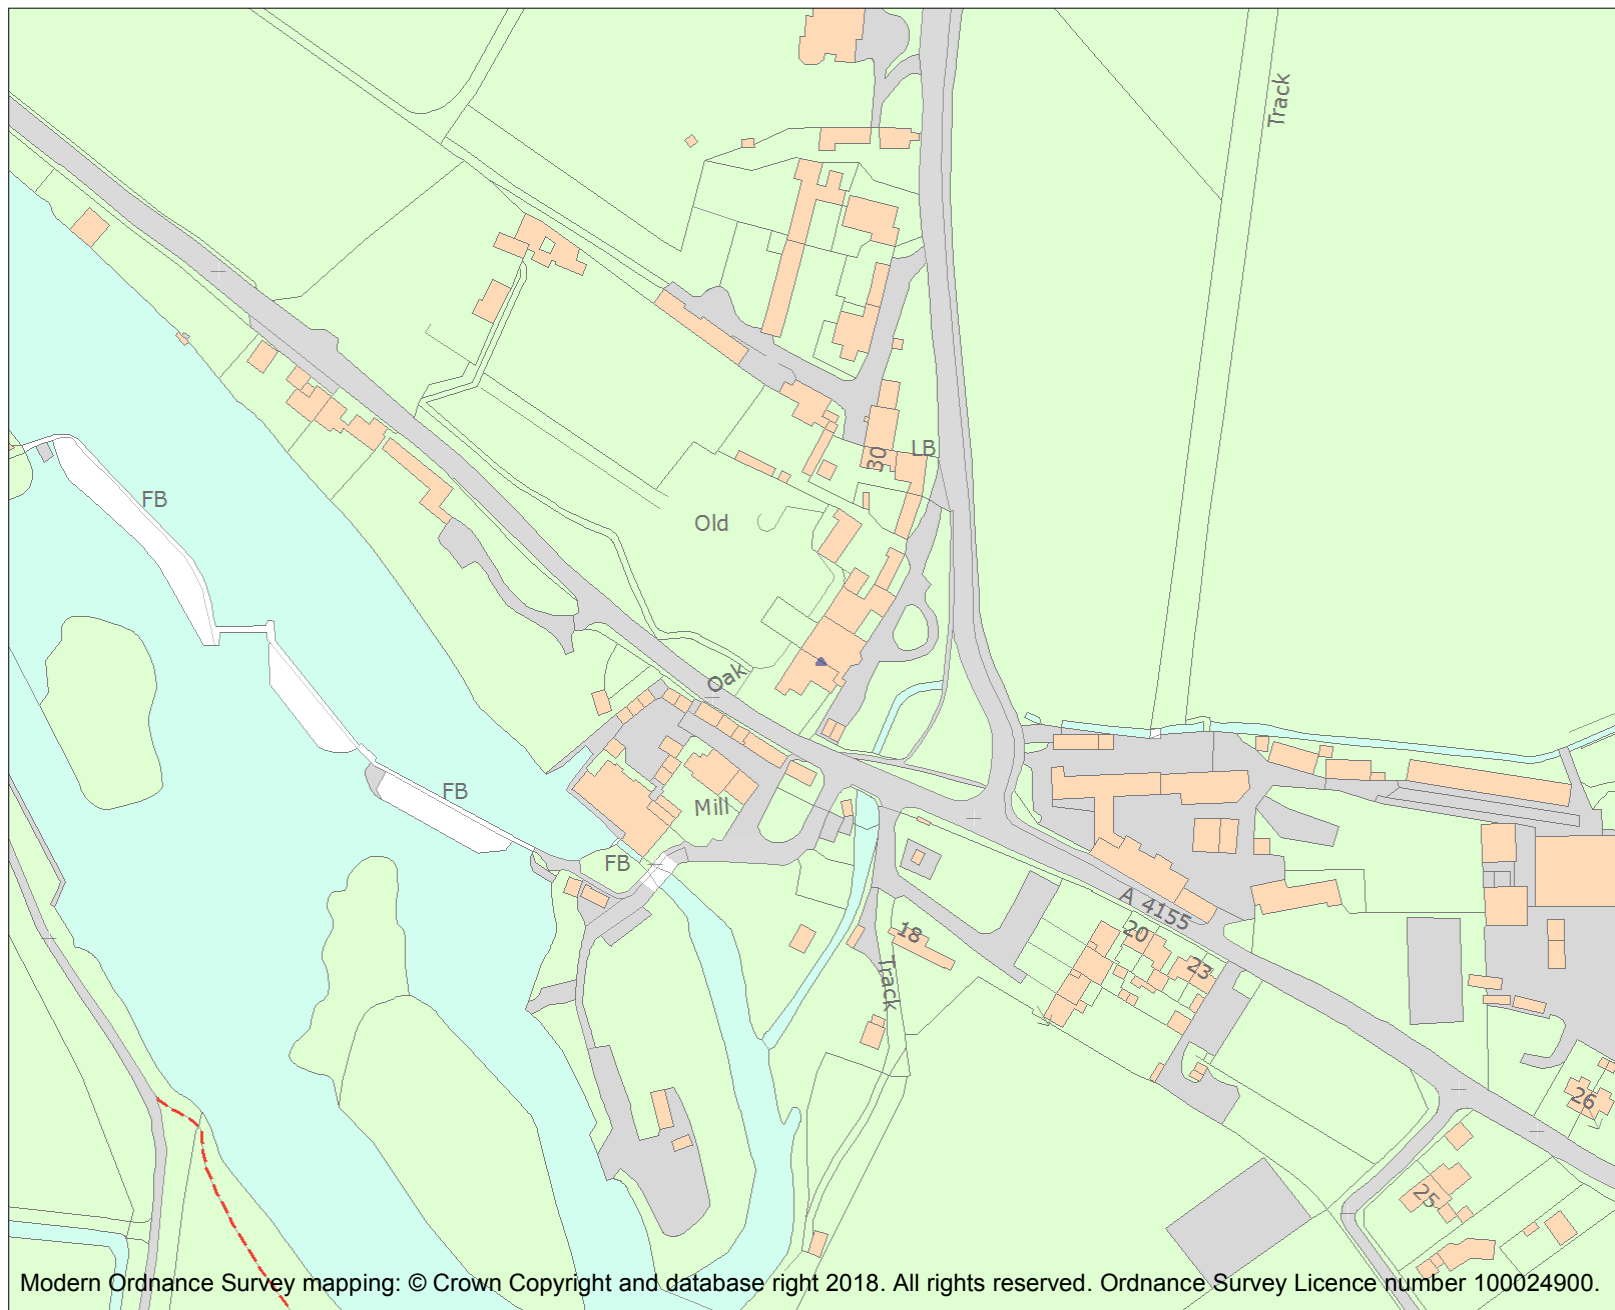 Track
LB
30
FB
Old
Oak
FB
Mill
FB
A 4155
18
20
23
Track
26
25
Modern Ordnance Survey mapping: © Crown Copyright and database right 2018. All rights reserved. Ordnance Survey Licence number 100024900.